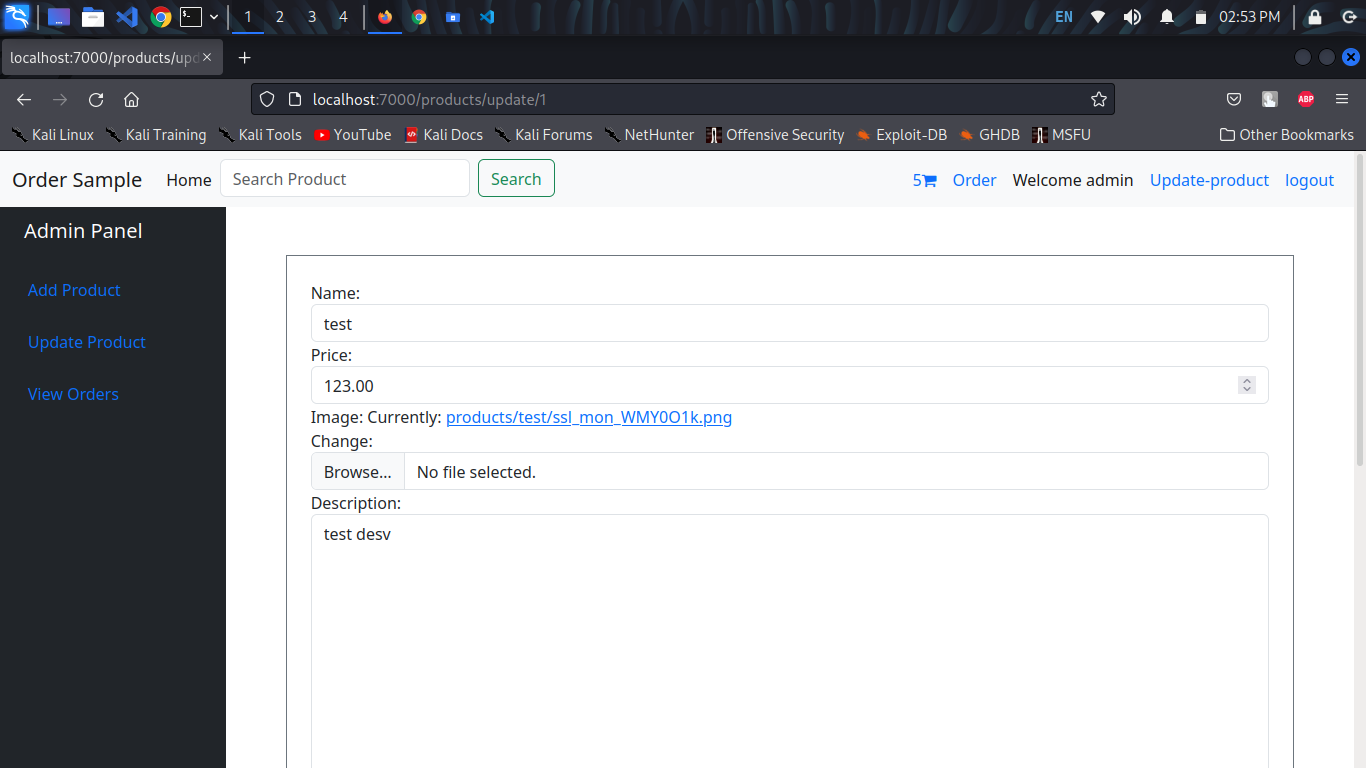 1 2 3 4 EN 02:53 PM
localhost:7000/products/upd
localhost:7000/products/update/1 ABP
Kali Linux Kali Training Kali Tools YouTube Kali Docs Kali Forums NetHunter Offensive Security Exploit-DB GHDB MSFU Other Bookmarks
Order Sample Home Search Product Search 5 Order Welcome admin Update-product logout
Admin Panel
Add Product
Update Product
View Orders
Name:
test
Price:
123.00
Image: Currently: products/test/ssl_mon_WMY0O1k.png
Change:
Browse... No file selected.
Description:
test desv